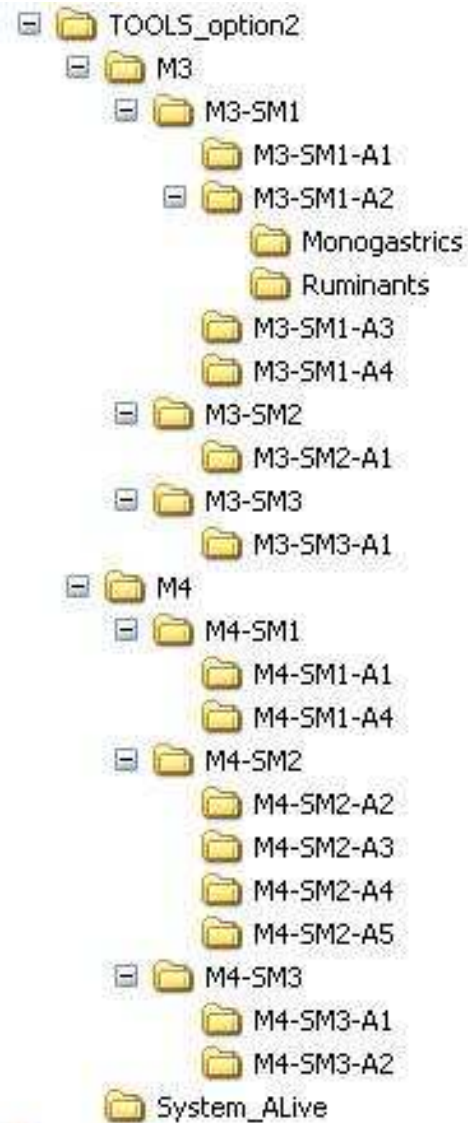 TOOLS_option2
M3
M3-SM1
M3-SM1-A1
M3-SM1-A2
Monogastrics
Ruminants
M3-SM1-A3
M3-SM1-A4
M3-SM2
M3-SM2-A1
M3-SM3
M3-SM3-A1
M4
M4-SM1
M4-SM1-A1
M4-SM1-A4
M4-SM2
M4-SM2-A2
M4-SM2-A3
M4-SM2-A4
M4-SM2-A5
M4-SM3
M4-SM3-A1
M4-SM3-A2
System_ALive